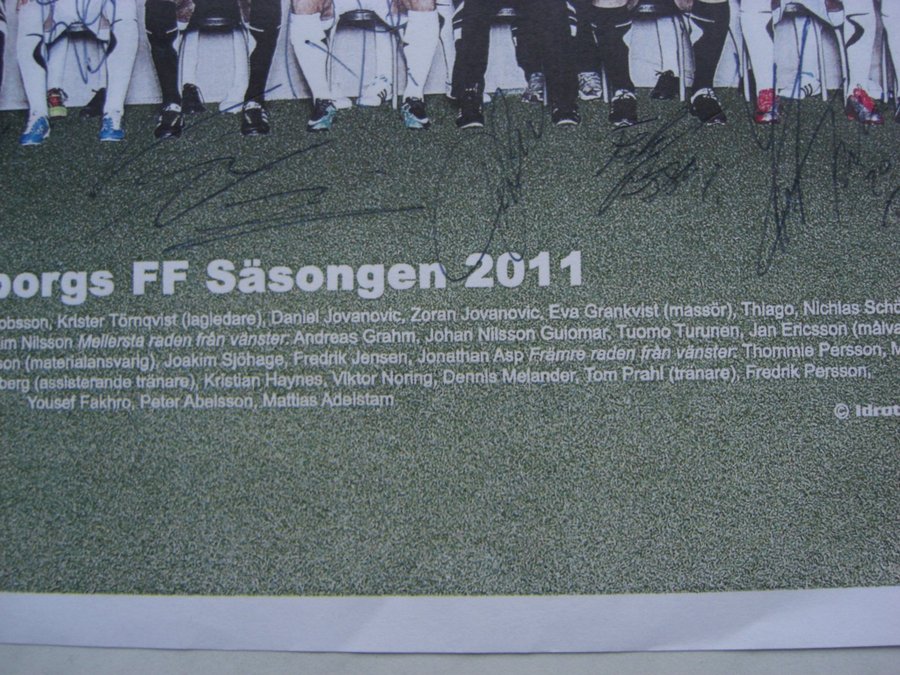 borgs FF Säsongen 2011
obsson, Krister Törnqvist (lagledare), Daniel Jovanovic, Zoran Jovanovic, Eva Grankvist (massör), Thiago, Nichlas Schö
im Nilsson Mellersta raden från vänster: Andreas Grahm, Johan Nilsson Guiomar, Tuomo Turunen, Jan Ericsson (målva
son (materialansvarig), Joakim Sjöhage, Fredrik Jensen, Jonathan Asp Främre raden från vänster: Thommie Persson, M
berg (assisterande tränare), Kristian Haynes, Viktor Noring, Dennis Melander, Tom Prahl (tränare), Fredrik Persson,
Yousef Fakhro, Peter Abelsson, Mattias Adelstam
© Idrot